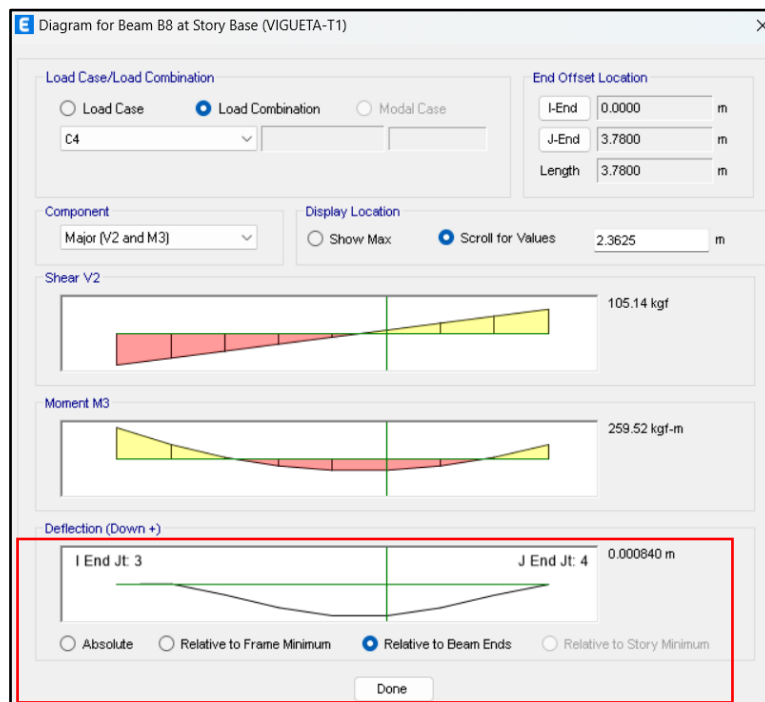 E Diagram for Beam B8 at Story Base (VIGUETA-T1) X
Load Case/Load Combination
Load Case Load Combination Modal Case
C4
End Offset Location
I-End 0.0000 m
J-End 3.7800 m
Length 3.7800 m
Component
Major (V2 and M3)
Display Location
Show Max Scroll for Values 2.3625 m
Shear V2
105.14 kgf
Moment M3
259.52 kgf-m
Deflection (Down +)
I End Jt: 3 J End Jt: 4 0.000840 m
Absolute Relative to Frame Minimum Relative to Beam Ends Relative to Story Minimum
Done